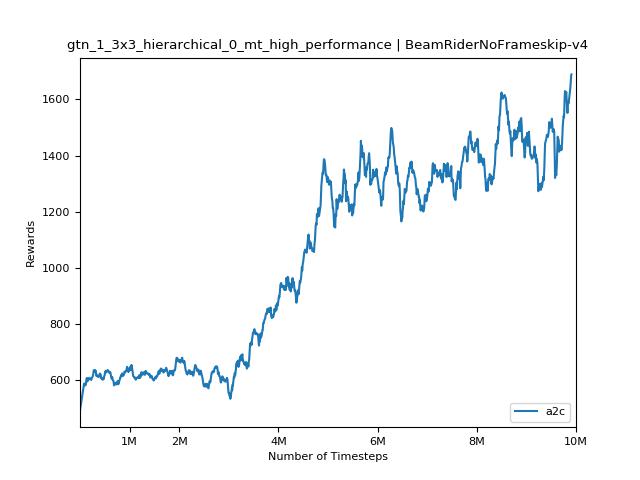 gtn_1_3x3_hierarchical_0_mt_high_performance | BeamRiderNoFrameskip-v4
1600
1400
1200
1000
800
600
Rewards
a2c
1M
2M
4M
6M
8M
10M
Number of Timesteps